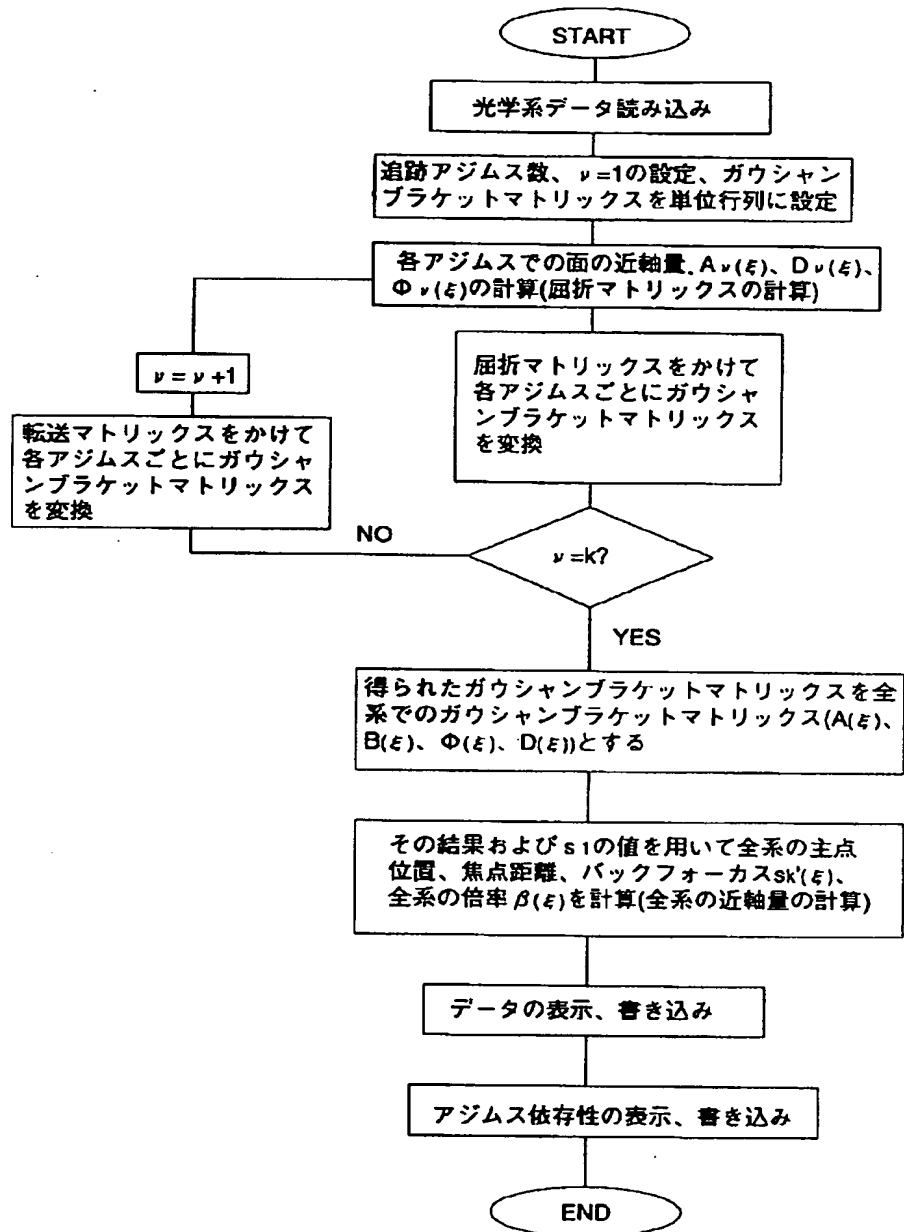 START
光学系データ読み込み
追跡アジムス数、ν=1の設定、ガウシャン
ブラケットマトリックスを単位行列に設定
各アジムスでの面の近軸量、Aν(ξ)、Dν(ξ)、
Φν(ξ)の計算(屈折マトリックスの計算)
屈折マトリックスをかけて
各アジムスごとにガウシャ
ンブラケットマトリックス
を変換
ν=ν+1
転送マトリックスをかけて
各アジムスごとにガウシャ
ンブラケットマトリックス
を変換
NO
ν=k?
YES
得られたガウシャンブラケットマトリックスを全
系でのガウシャンブラケットマトリックス(A(ξ)、
B(ξ)、Φ(ξ)、D(ξ))とする
その結果およびs1の値を用いて全系の主点
位置、焦点距離、バックフォーカスsk'(ξ)、
全系の倍率β(ξ)を計算(全系の近軸量の計算)
データの表示、書き込み
アジムス依存性の表示、書き込み
END